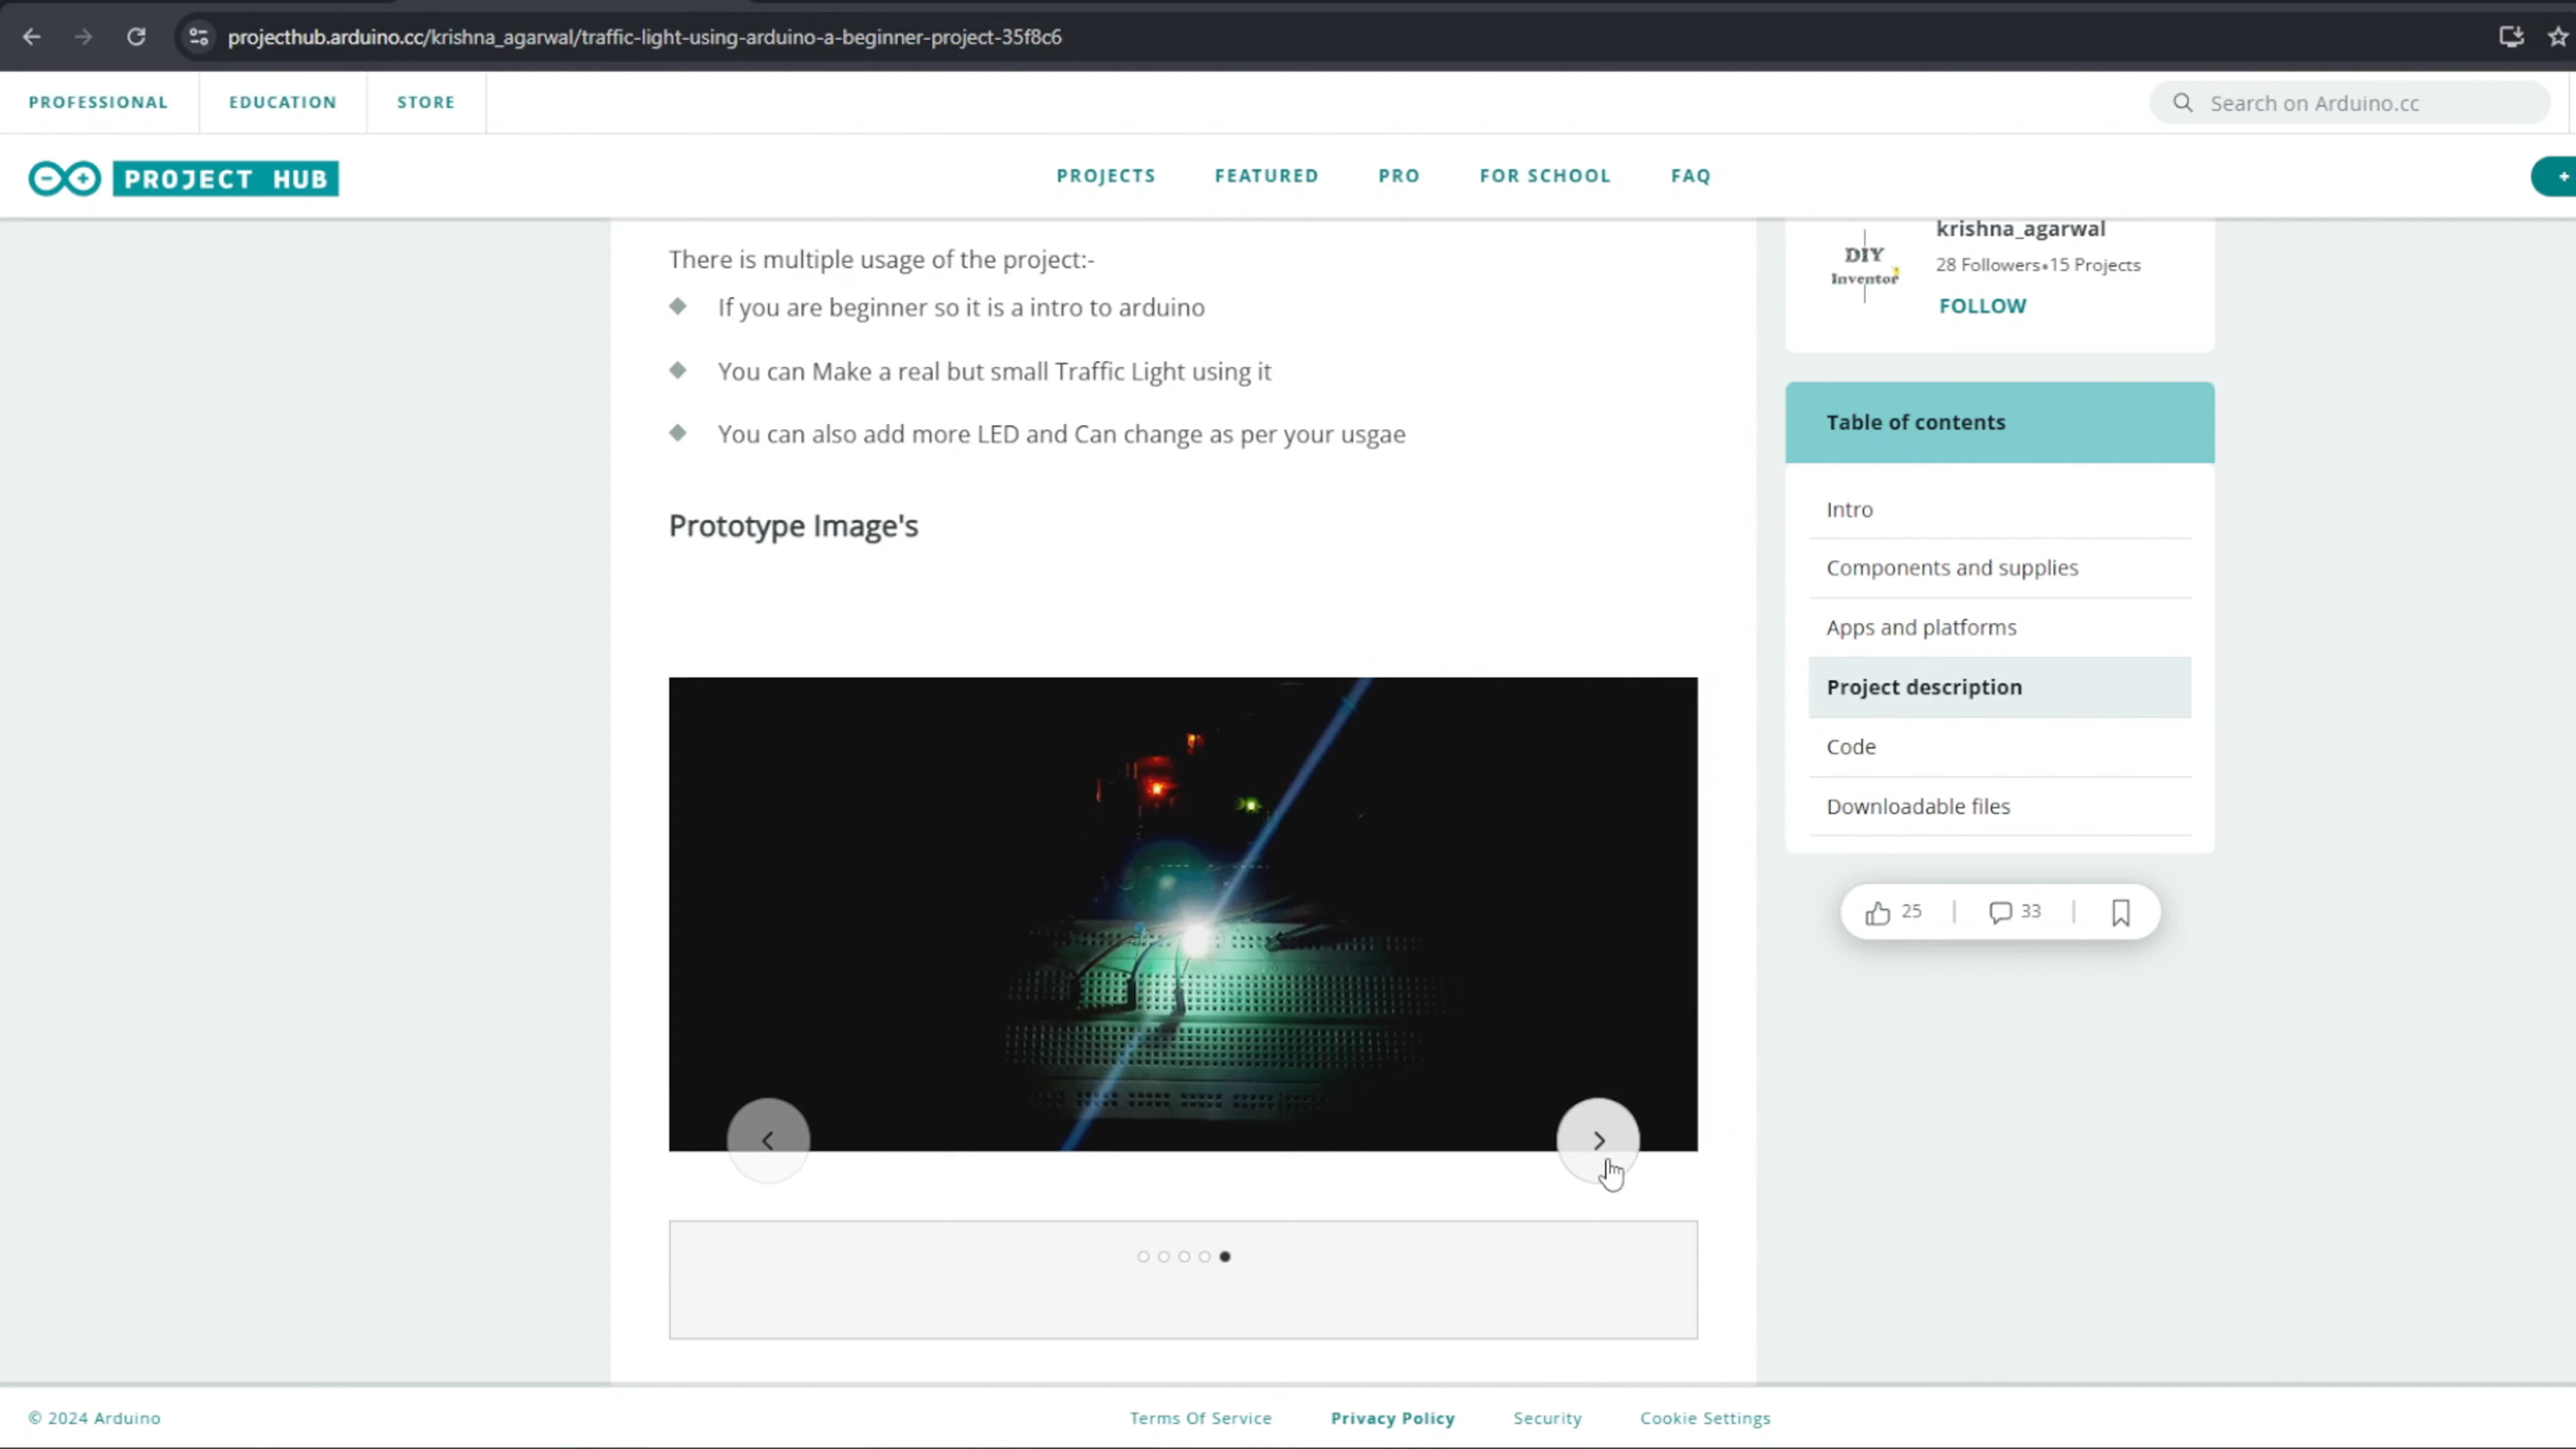 projecthub.arduino.cc/krishna_agarwal/traffic-light-using-arduino-a-beginner-project-35f8c6
PROFESSIONAL EDUCATION STORE
Search on Arduino.cc
PROJECT HUB
PROJECTS FEATURED PRO FOR SCHOOL FAQ
There is multiple usage of the project:-
If you are beginner so it is a intro to arduino
You can Make a real but small Traffic Light using it
You can also add more LED and Can change as per your usgae
Prototype Image's
DIY
Inventor
krishna_agarwal
28 Followers•15 Projects
FOLLOW
Table of contents
Intro
Components and supplies
Apps and platforms
Project description
Code
Downloadable files
25 33
© 2024 Arduino
Terms Of Service Privacy Policy Security Cookie Settings